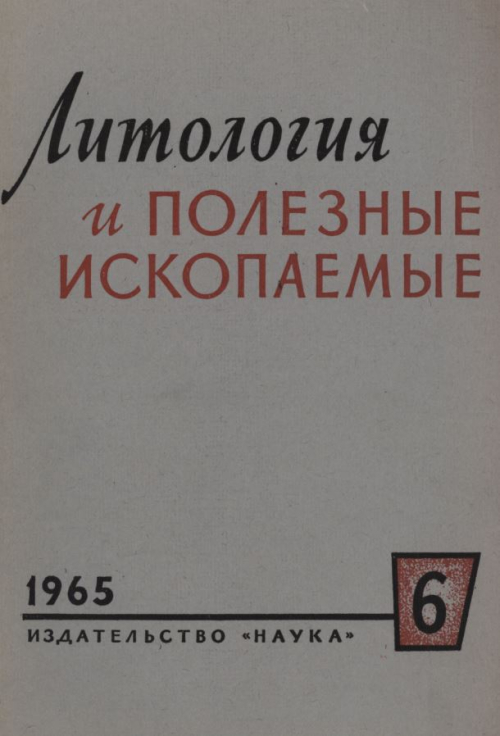 Литология
и ПОЛЕЗНЫЕ
ИСКОПАЕМЫЕ
1965
6
ИЗДАТЕЛЬСТВО «НАУКА»